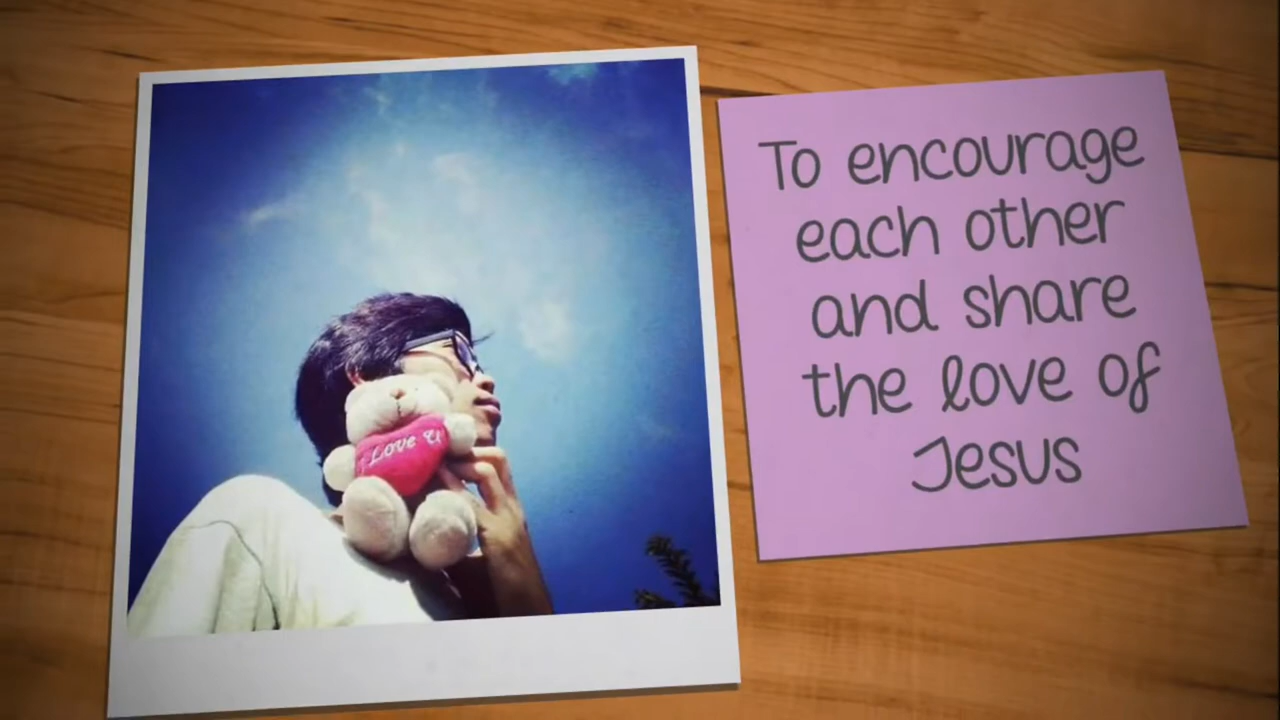 I Love U
To encourage
each other
and share
the love of
Jesus